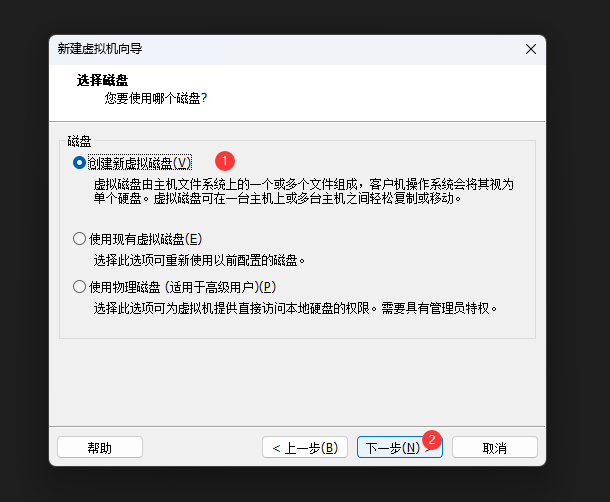 新建虚拟机向导
选择磁盘
您要使用哪个磁盘?
磁盘
创建新虚拟磁盘(V)
1
虚拟磁盘由主机文件系统上的一个或多个文件组成，客户机操作系统会将其视为
单个硬盘。虚拟磁盘可在一台主机上或多台主机之间轻松复制或移动。
使用现有虚拟磁盘(E)
选择此选项可重新使用以前配置的磁盘。
使用物理磁盘 (适用于高级用户)(P)
选择此选项可为虚拟机提供直接访问本地硬盘的权限。需要具有管理员特权。
帮助
< 上一步(B)
下一步(N) >
2
取消